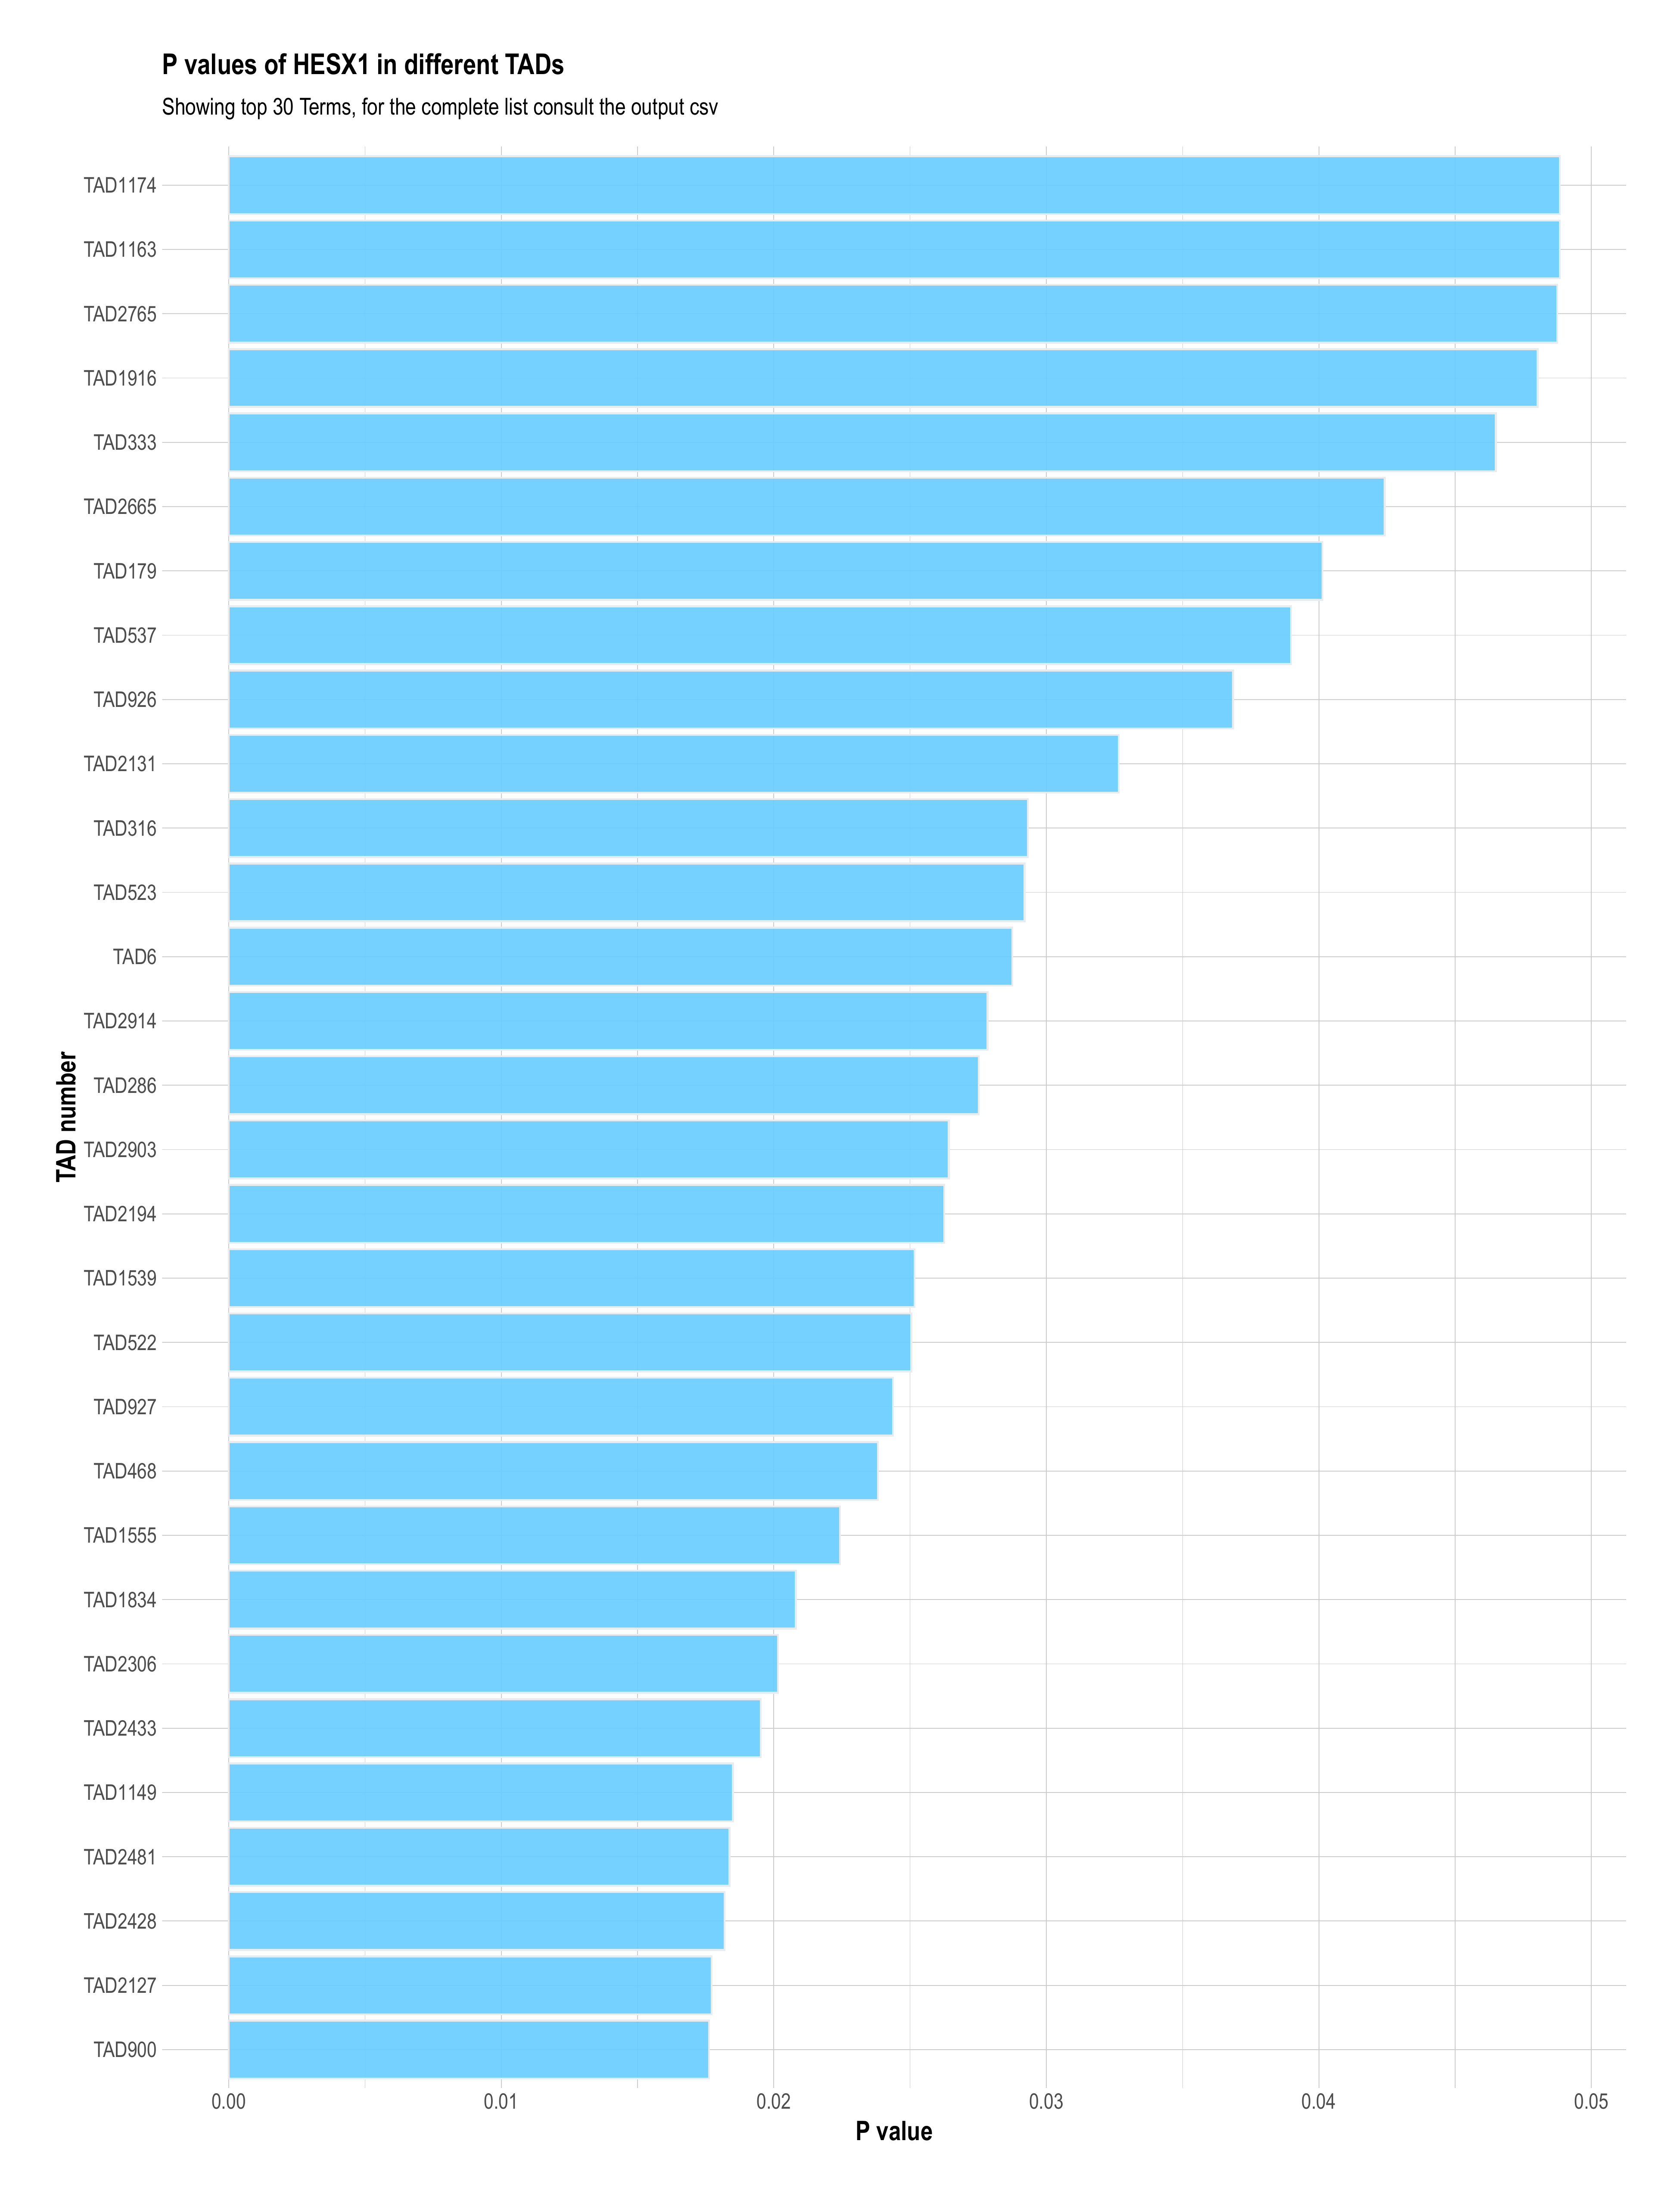 P values of HESX1 in different TADs
Showing top 30 Terms, for the complete list consult the output csv
TAD1174
TAD1163
TAD2765
TAD1916
TAD333
TAD2665
TAD179
TAD537
TAD926
TAD2131
TAD316
TAD523
TAD6
TAD2914
TAD286
TAD2903
TAD2194
TAD1539
TAD522
TAD927
TAD468
TAD1555
TAD1834
TAD2306
TAD2433
TAD1149
TAD2481
TAD2428
TAD2127
TAD900
TAD number
0.00 0.01 0.02 0.03 0.04 0.05
P value